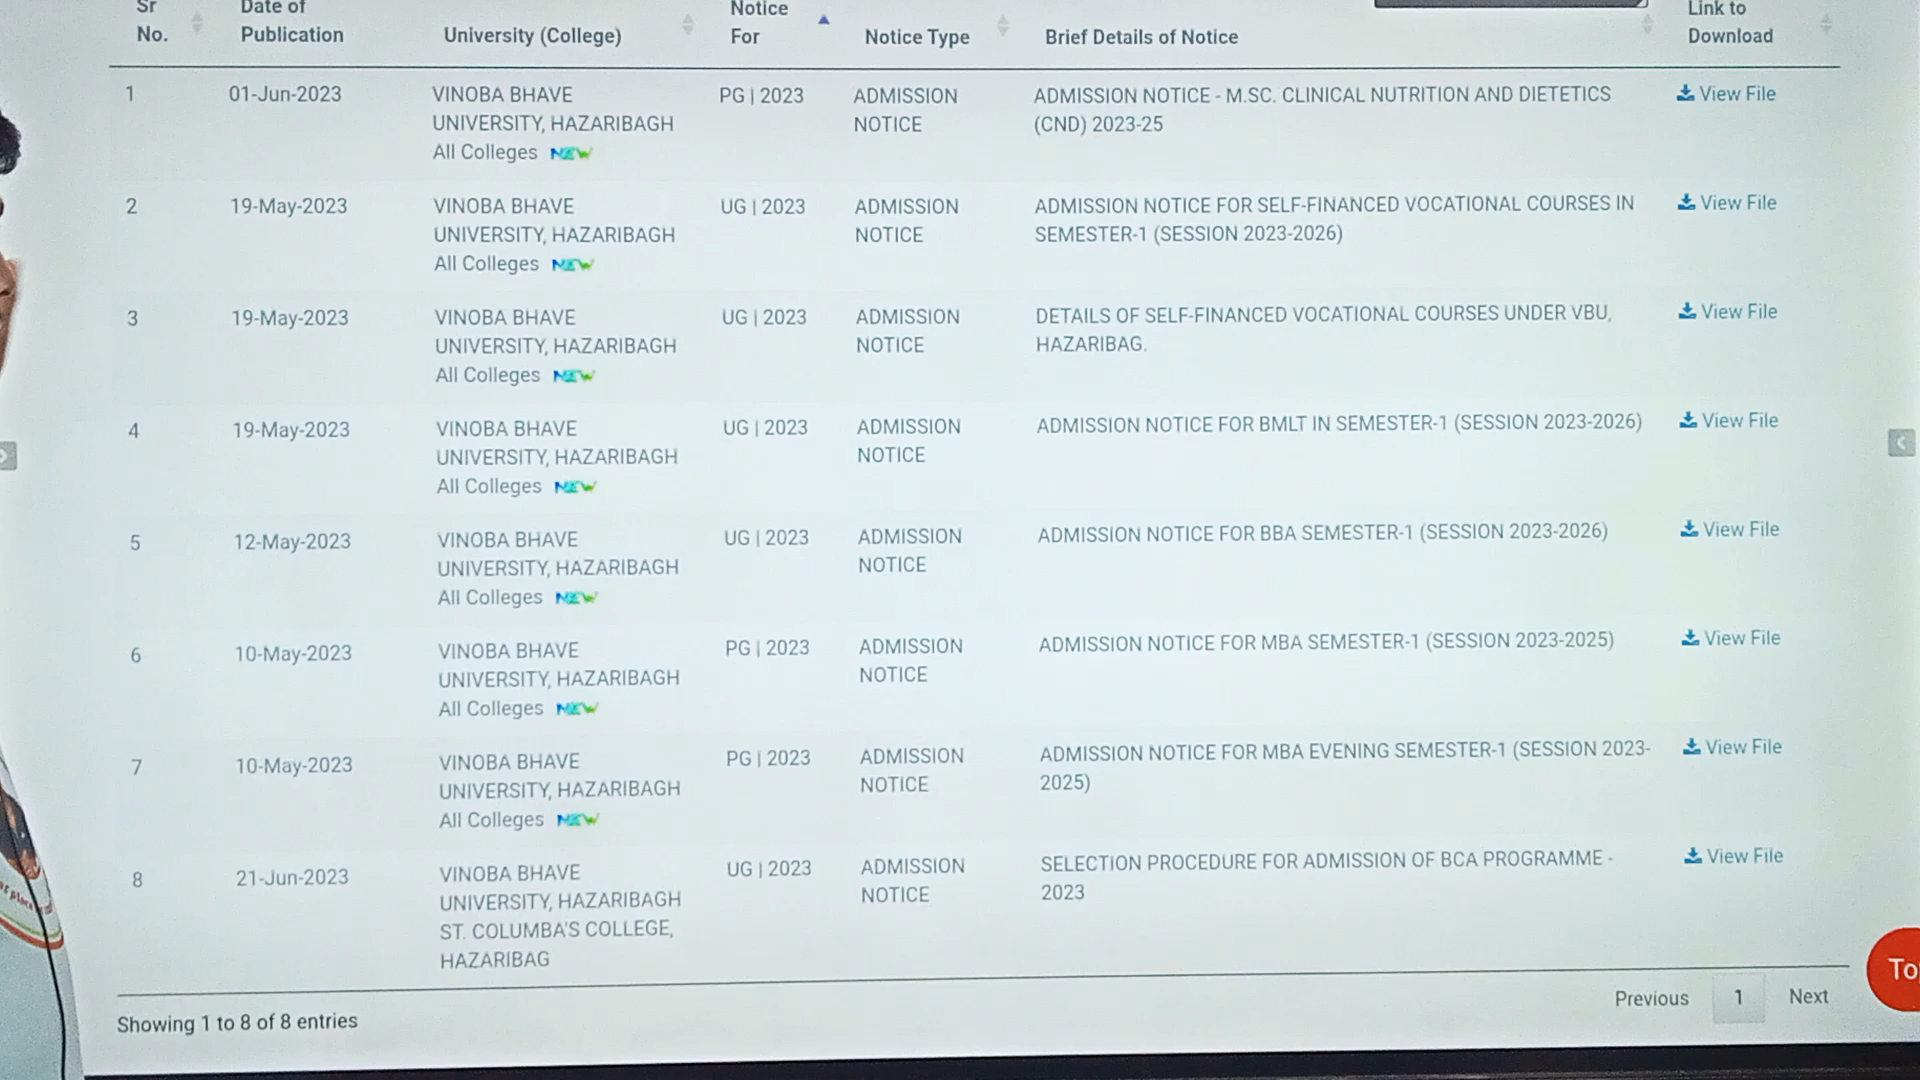 Sr No.
Date of Publication
University (College)
Notice For
Notice Type
Brief Details of Notice
Link to Download
1
01-Jun-2023
VINOBA BHAVE
UNIVERSITY, HAZARIBAGH
All Colleges NEW
PG | 2023
ADMISSION
NOTICE
ADMISSION NOTICE - M.SC. CLINICAL NUTRITION AND DIETETICS
(CND) 2023-25
View File
2
19-May-2023
VINOBA BHAVE
UNIVERSITY, HAZARIBAGH
All Colleges NEW
UG | 2023
ADMISSION
NOTICE
ADMISSION NOTICE FOR SELF-FINANCED VOCATIONAL COURSES IN
SEMESTER-1 (SESSION 2023-2026)
View File
3
19-May-2023
VINOBA BHAVE
UNIVERSITY, HAZARIBAGH
All Colleges NEW
UG | 2023
ADMISSION
NOTICE
DETAILS OF SELF-FINANCED VOCATIONAL COURSES UNDER VBU,
HAZARIBAG.
View File
4
19-May-2023
VINOBA BHAVE
UNIVERSITY, HAZARIBAGH
All Colleges NEW
UG | 2023
ADMISSION
NOTICE
ADMISSION NOTICE FOR BMLT IN SEMESTER-1 (SESSION 2023-2026)
View File
5
12-May-2023
VINOBA BHAVE
UNIVERSITY, HAZARIBAGH
All Colleges NEW
UG | 2023
ADMISSION
NOTICE
ADMISSION NOTICE FOR BBA SEMESTER-1 (SESSION 2023-2026)
View File
6
10-May-2023
VINOBA BHAVE
UNIVERSITY, HAZARIBAGH
All Colleges NEW
PG | 2023
ADMISSION
NOTICE
ADMISSION NOTICE FOR MBA SEMESTER-1 (SESSION 2023-2025)
View File
7
10-May-2023
VINOBA BHAVE
UNIVERSITY, HAZARIBAGH
All Colleges NEW
PG | 2023
ADMISSION
NOTICE
ADMISSION NOTICE FOR MBA EVENING SEMESTER-1 (SESSION 2023-
2025)
View File
8
21-Jun-2023
VINOBA BHAVE
UNIVERSITY, HAZARIBAGH
ST. COLUMBA'S COLLEGE,
HAZARIBAG
UG | 2023
ADMISSION
NOTICE
SELECTION PROCEDURE FOR ADMISSION OF BCA PROGRAMME -
2023
View File
Showing 1 to 8 of 8 entries
Previous 1 Next